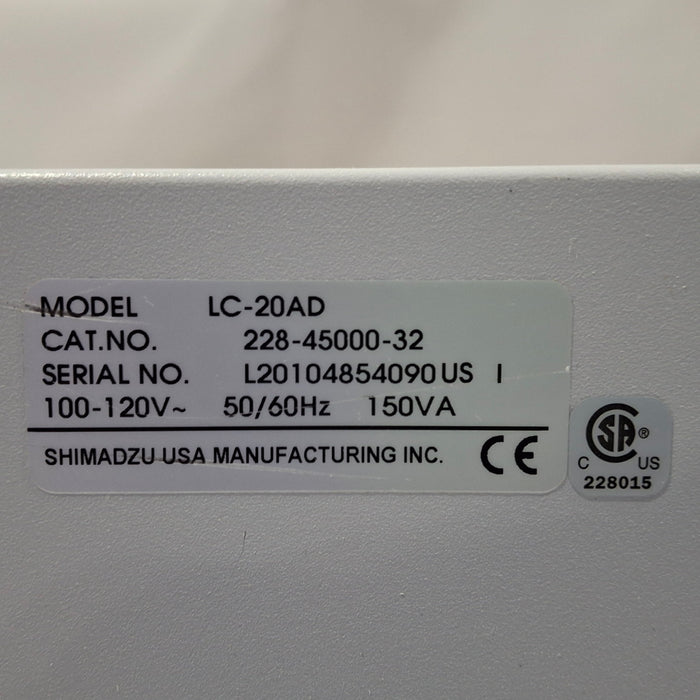 MODEL LC-20AD
CAT.NO. 228-45000-32
SERIAL NO. L20104854090 US I
100-120V~ 50/60Hz 150VA
SHIMADZU USA MANUFACTURING INC. CE
CSA ®
C US
228015